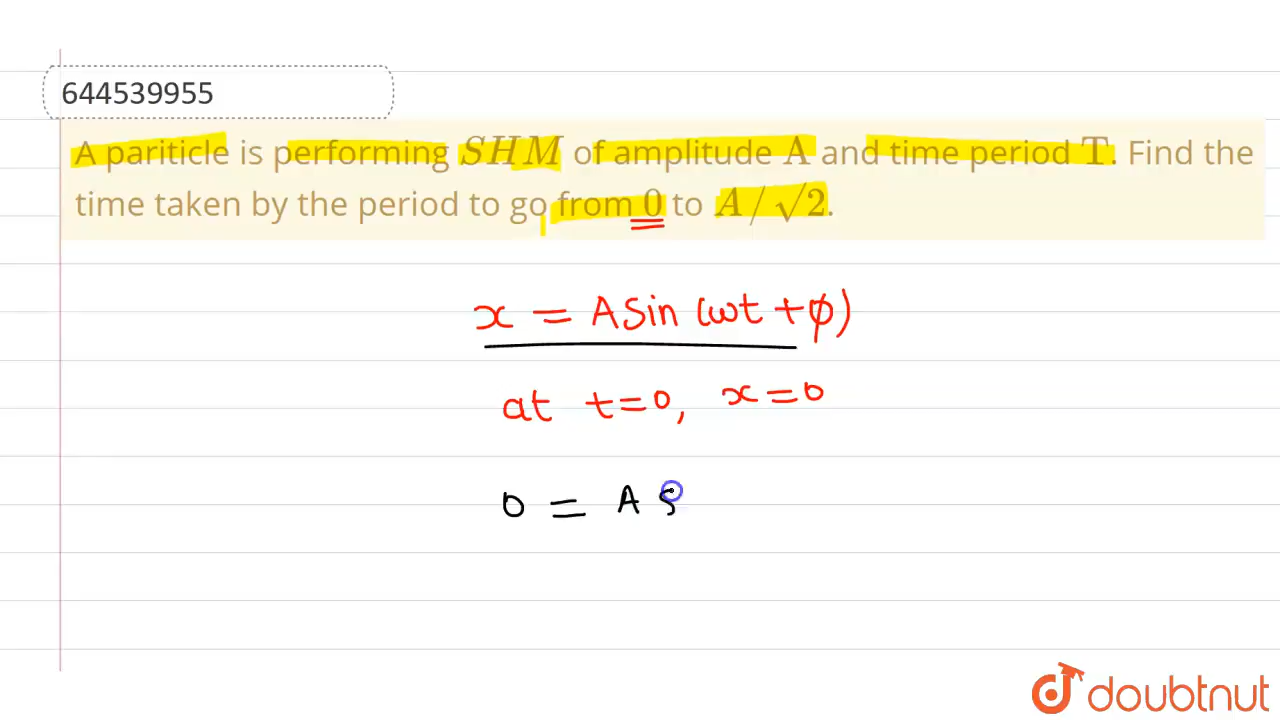 644539955
A pariticle is performing SHM of amplitude A and time period T. Find the
time taken by the period to go from 0 to A/√2.
x = A Sin (ωt + φ)
at t=0, x=0
0 = A S
doubtnut